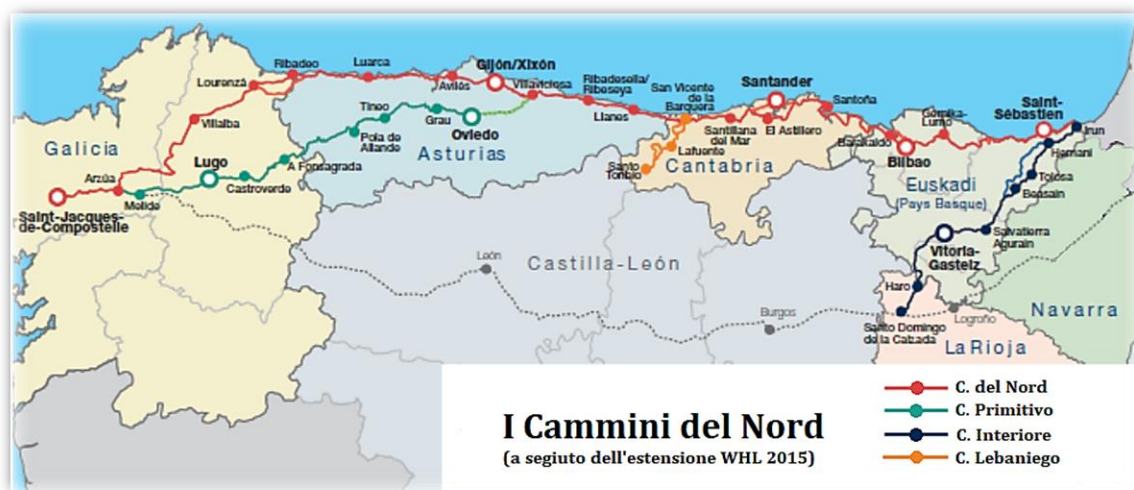 Ribadeo
Luarca
Gijón/Xixón
Lourenzá
Avilés
Villaviciosa
Ribadesella/
Ribeseya
San Vicente
de la
Barquera
Santander
Santoña
Gernika-
Lumo
Saint-
Sébastien
Irun
Tineo
Grau
Llanes
Villalba
Pola de
Allande
Oviedo
Santillana
del Mar
El Astillero
Barakaldo
Bilbao
Hernani
Galicia
Lugo
A Fonsagrada
Asturias
Lafuente
Santo
Toribio
Cantabria
Euskadi
(Pays Basque)
Tolosa
Beasain
Arzúa
Castroverde
Melide
Saint-Jacques-
de-Compostelle
Salvatierra
Agurain
Vitoria-
Gasteiz
León
Castilla-León
Haro
Navarra
Burgos
Logroño
Santo Domingo
de la Calzada
La Rioja
I Cammini del Nord
(a segiuto dell'estensione WHL 2015)
C. del Nord
C. Primitivo
C. Interiore
C. Lebaniego